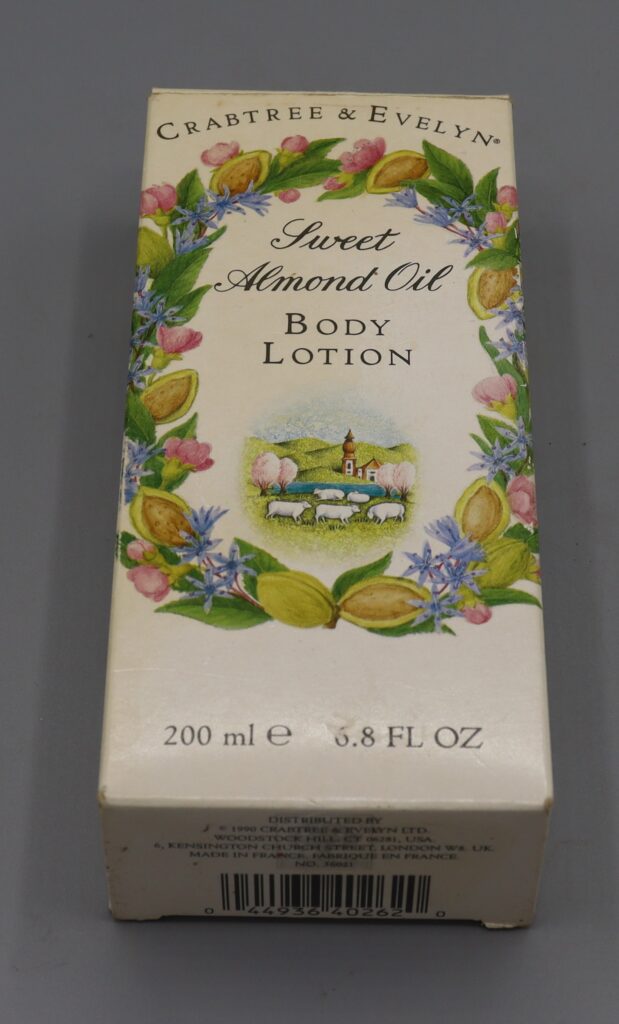 CRABTREE & EVELYN®
Sweet
Almond Oil
BODY
LOTION
200 ml ℮ 6.8 FL OZ
DISTRIBUTED BY
© 1990 CRABTREE & EVELYN LTD.
WOODSTOCK HILL, CT 06281, USA.
6, KENSINGTON CHURCH STREET, LONDON W8. UK.
MADE IN FRANCE. FABRIQUE EN FRANCE.
NO.
0 44936 40262 0